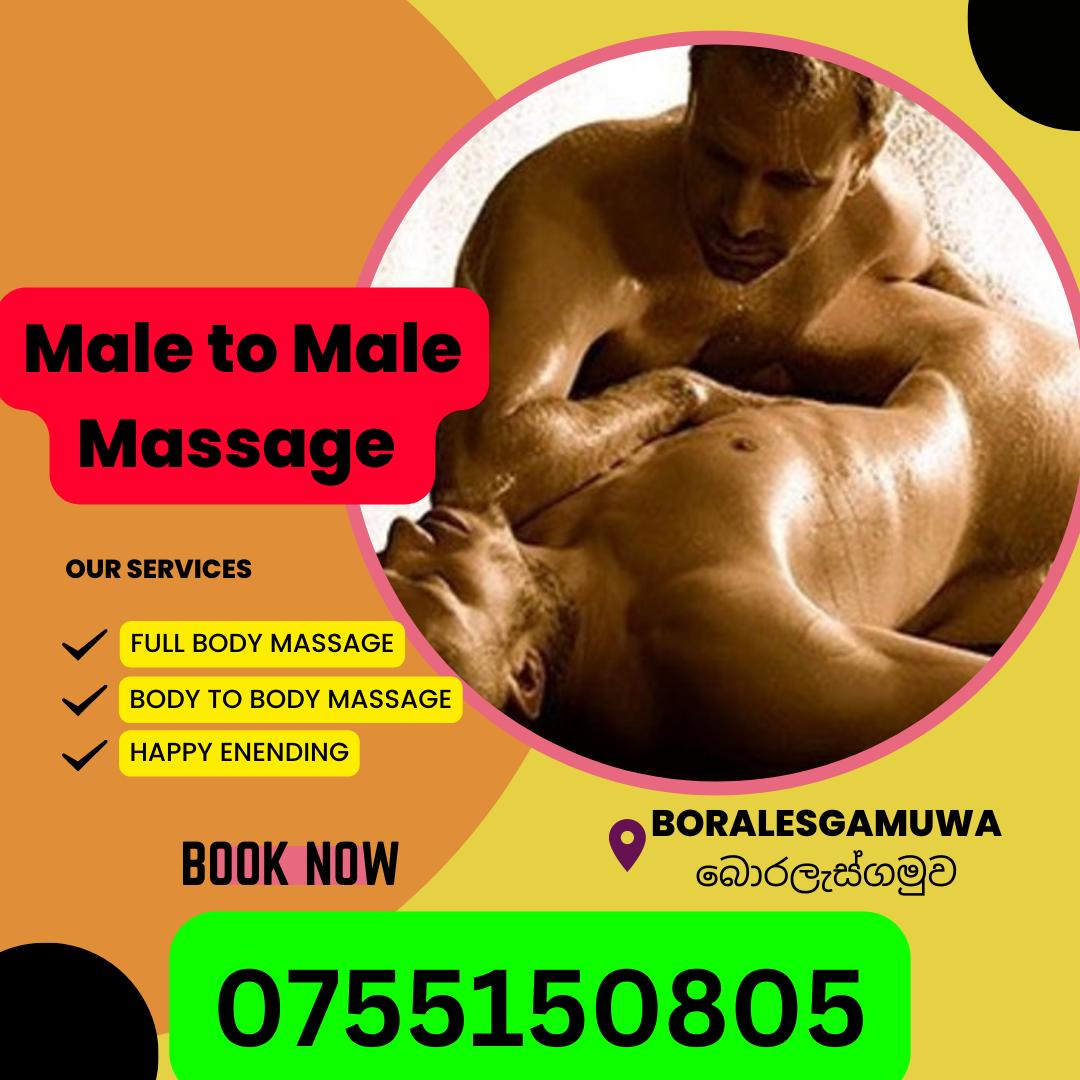 Male to Male
Massage
OUR SERVICES
FULL BODY MASSAGE
BODY TO BODY MASSAGE
HAPPY ENENDING
BOOK NOW
BORALESGAMUWA
බොරලැස්ගමුව
0755150805